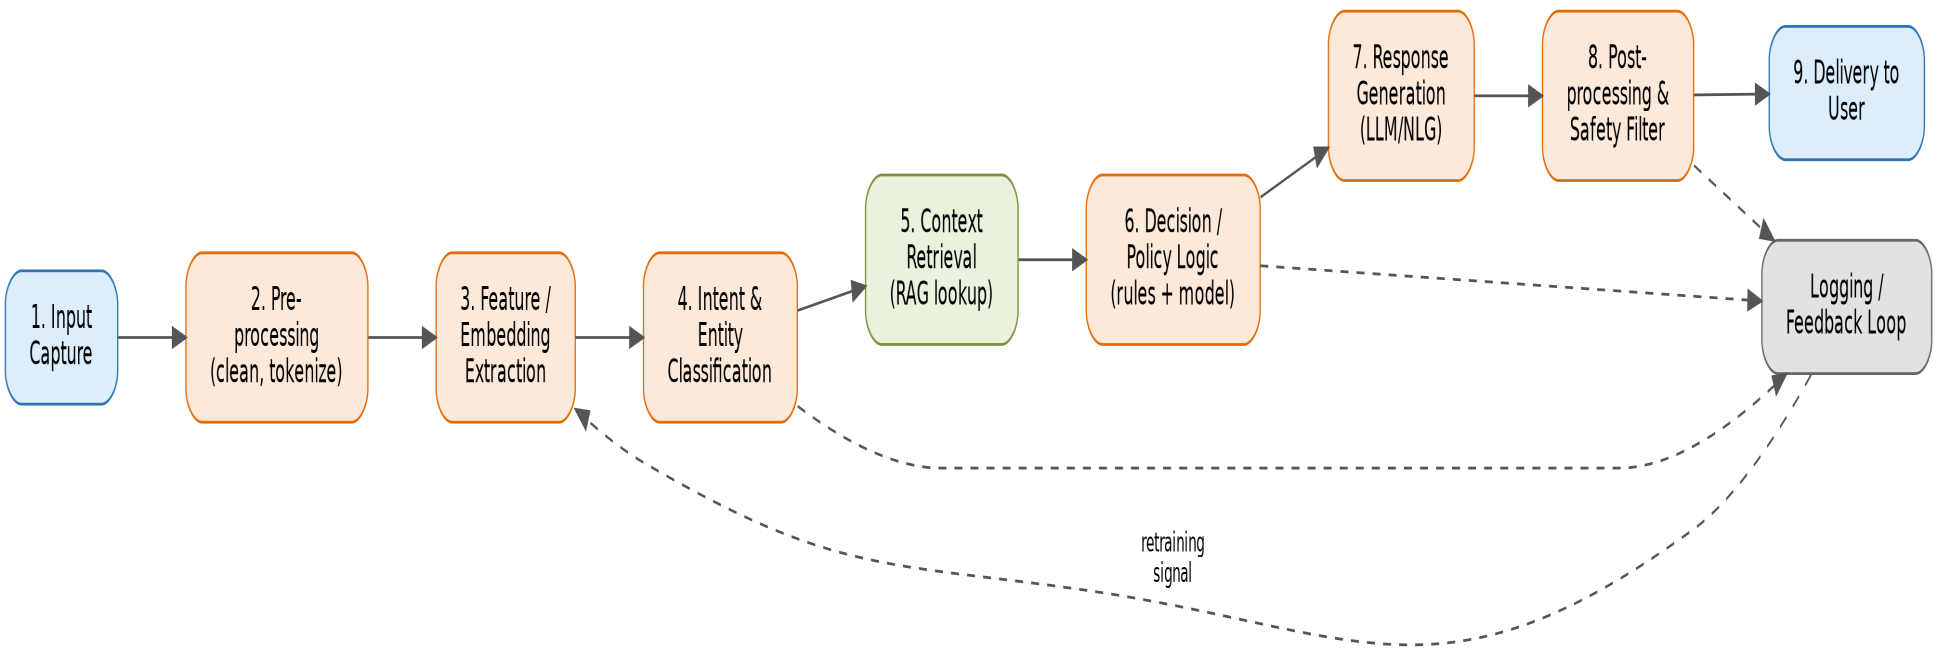 1. Input
Capture
2. Pre-
processing
(clean, tokenize)
3. Feature /
Embedding
Extraction
4. Intent &
Entity
Classification
5. Context
Retrieval
(RAG lookup)
6. Decision /
Policy Logic
(rules + model)
7. Response
Generation
(LLM/NLG)
8. Post-
processing &
Safety Filter
9. Delivery to
User
Logging /
Feedback Loop
retraining
signal